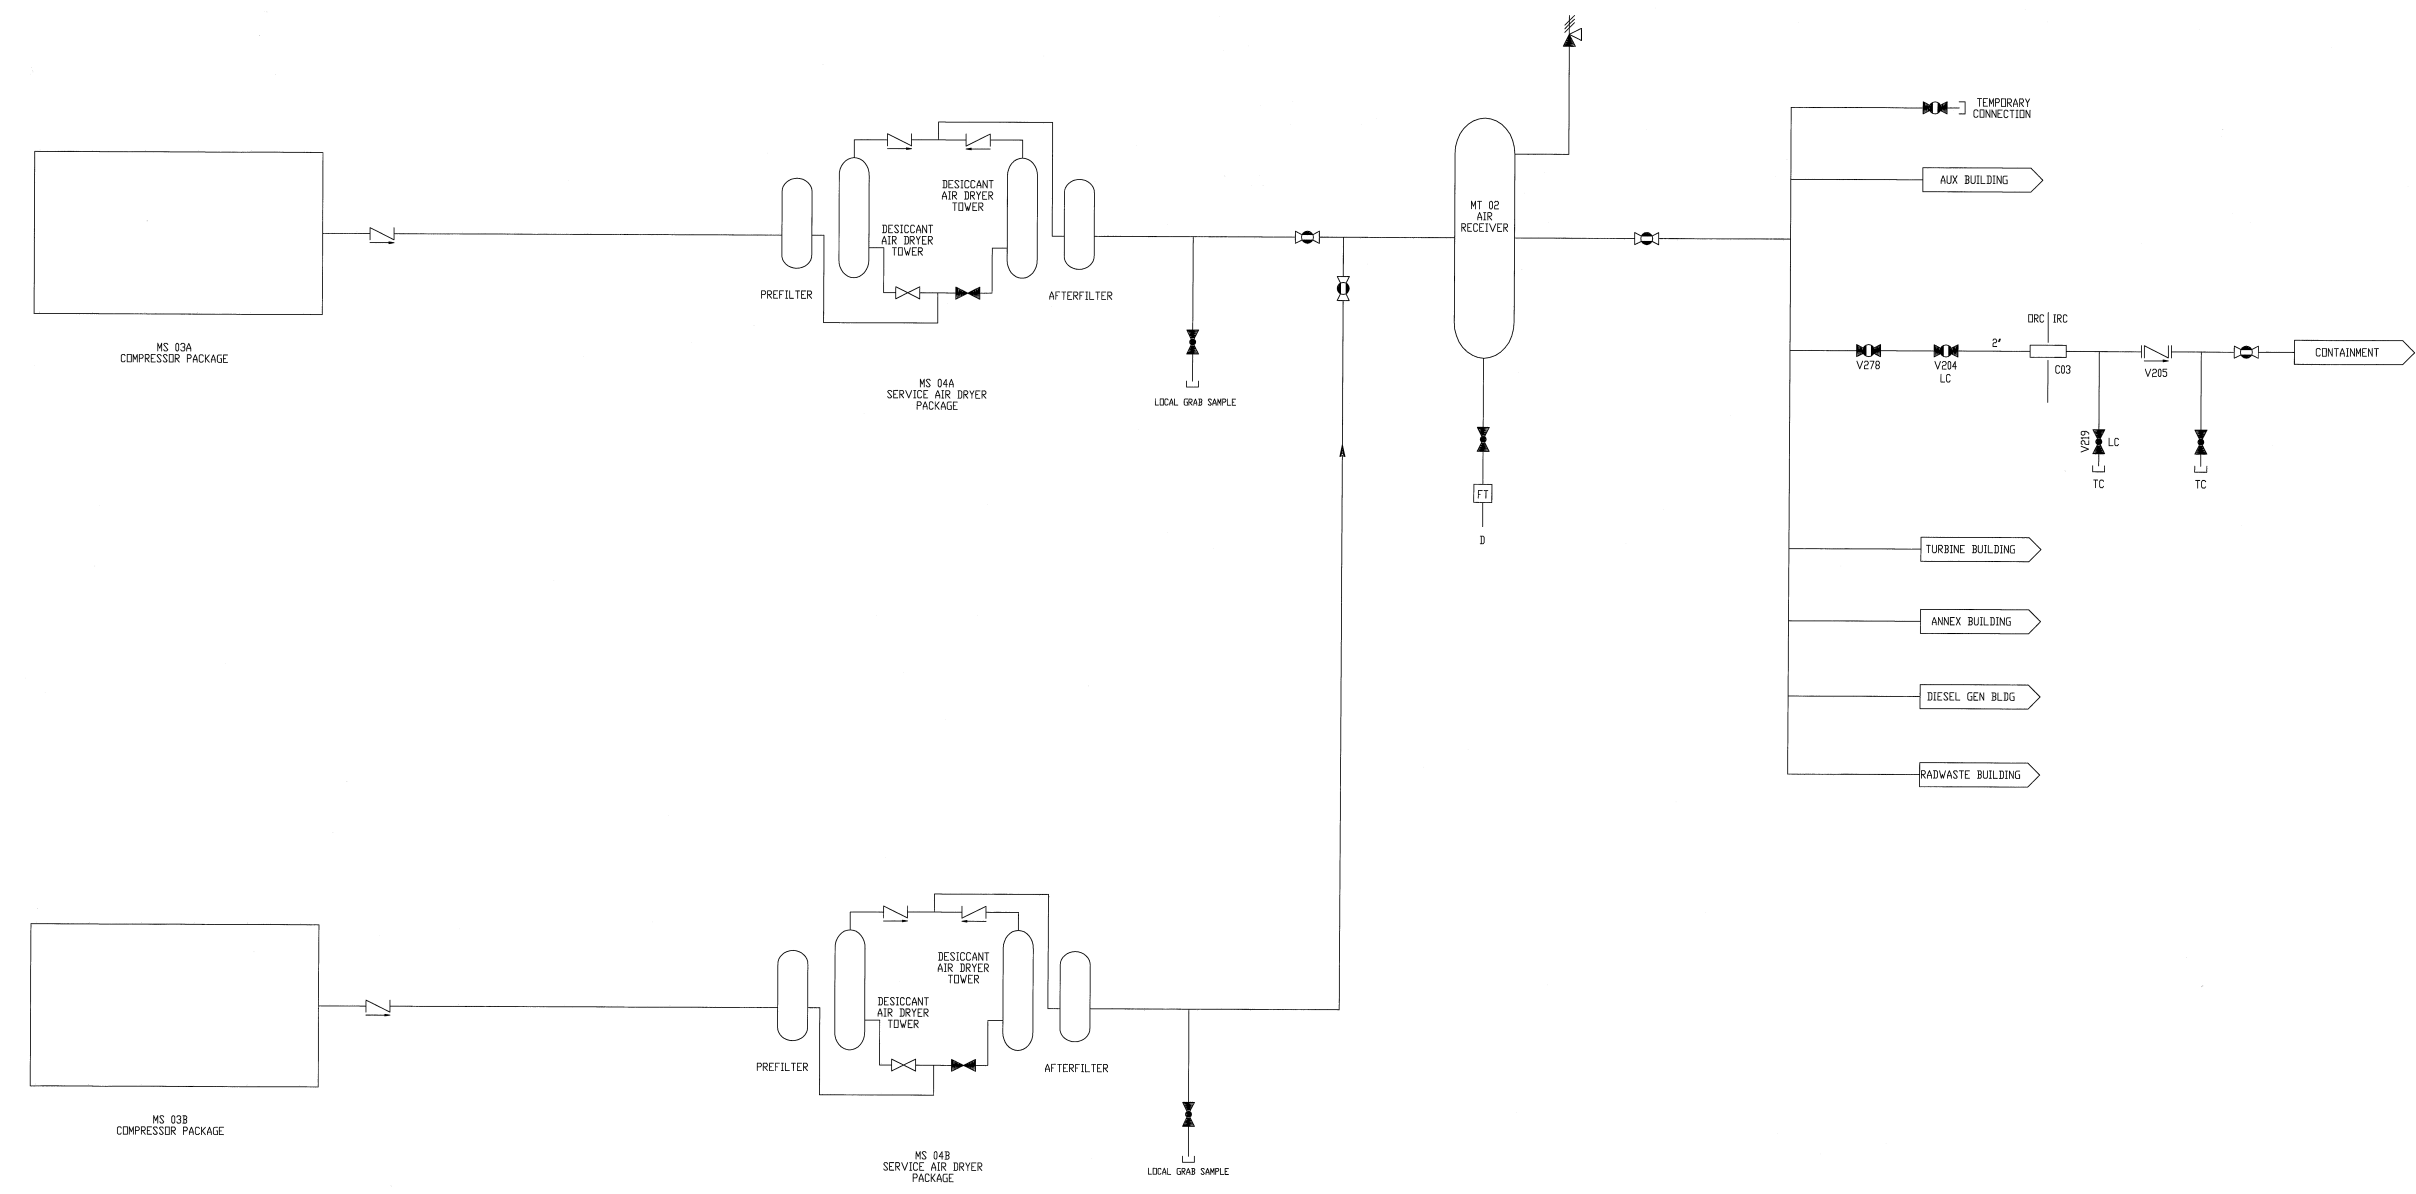 TEMPORARY
CONNECTION
AUX BUILDING
DESICCANT
AIR DRYER
TOWER
DESICCANT
AIR DRYER
TOWER
MT 02
AIR
RECEIVER
PREFILTER
AFTERFILTER
ORC IRC
MS 03A
COMPRESSOR PACKAGE
2"
CONTAINMENT
V278
V204
LC
C03
V205
MS 04A
SERVICE AIR DRYER
PACKAGE
LOCAL GRAB SAMPLE
V219
LC
TC
TC
FT
D
TURBINE BUILDING
ANNEX BUILDING
DIESEL GEN BLDG
RADWASTE BUILDING
DESICCANT
AIR DRYER
TOWER
DESICCANT
AIR DRYER
TOWER
PREFILTER
AFTERFILTER
MS 03B
COMPRESSOR PACKAGE
MS 04B
SERVICE AIR DRYER
PACKAGE
LOCAL GRAB SAMPLE